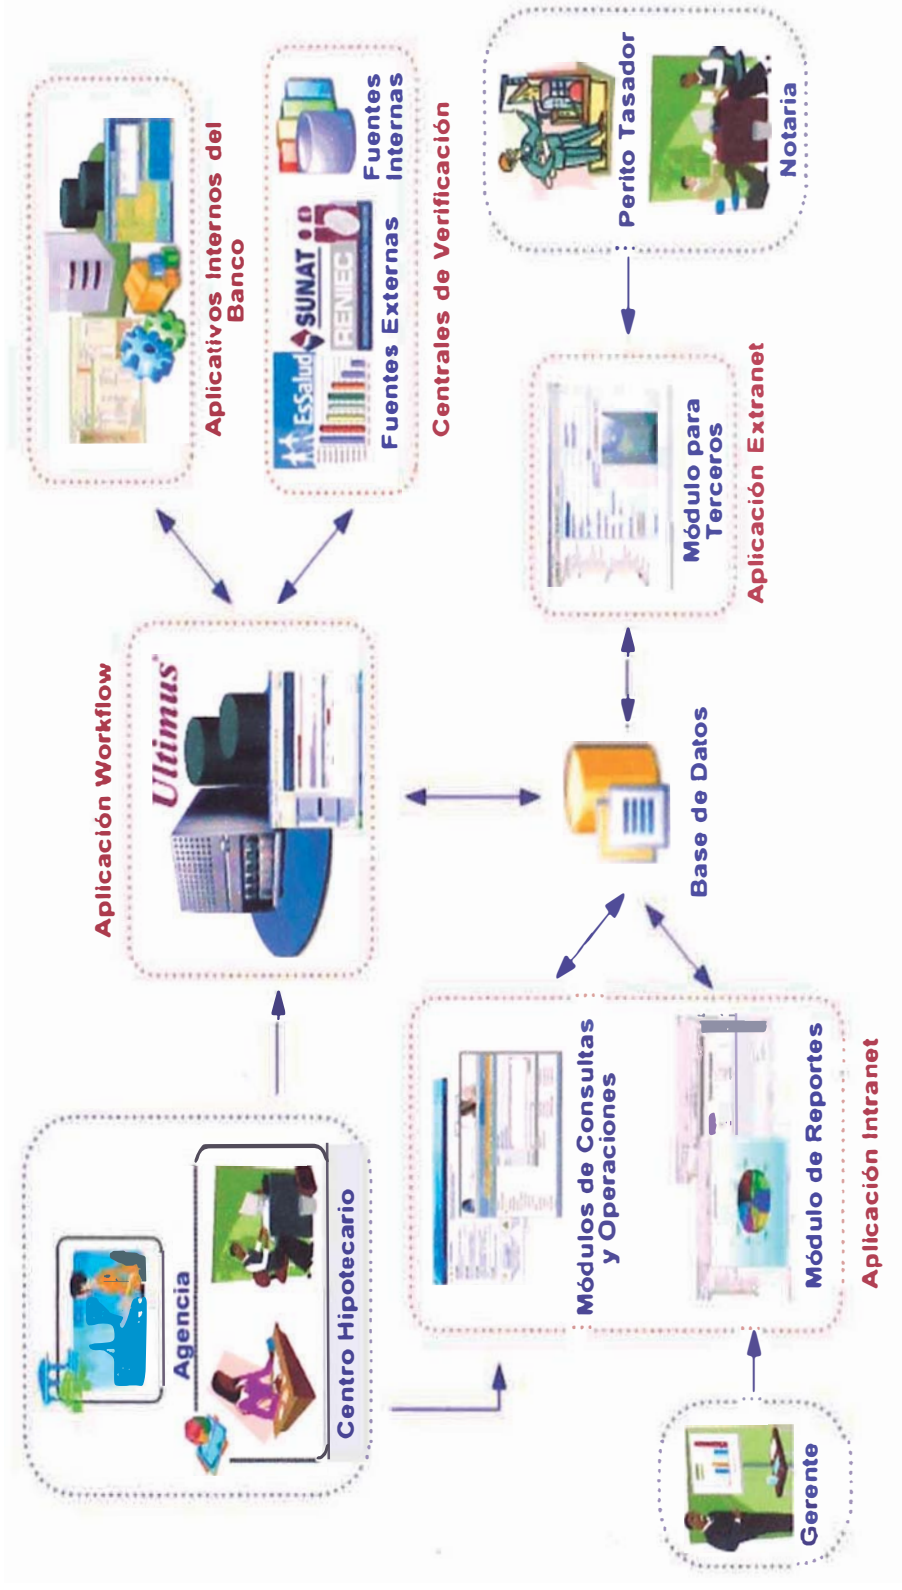 Aplicación Workflow
Ultimus
Aplicativos Internos del
Banco
EsSalud
SUNAT
RENIEC
Fuentes Externas
Fuentes
Internas
Centrales de Verificación
Agencia
Centro Hipotecario
Módulos de Consultas
y Operaciones
Módulo de Reportes
Aplicación Intranet
Gerente
Base de Datos
Módulo para
Terceros
Aplicación Extranet
Perito Tasador
Notaria